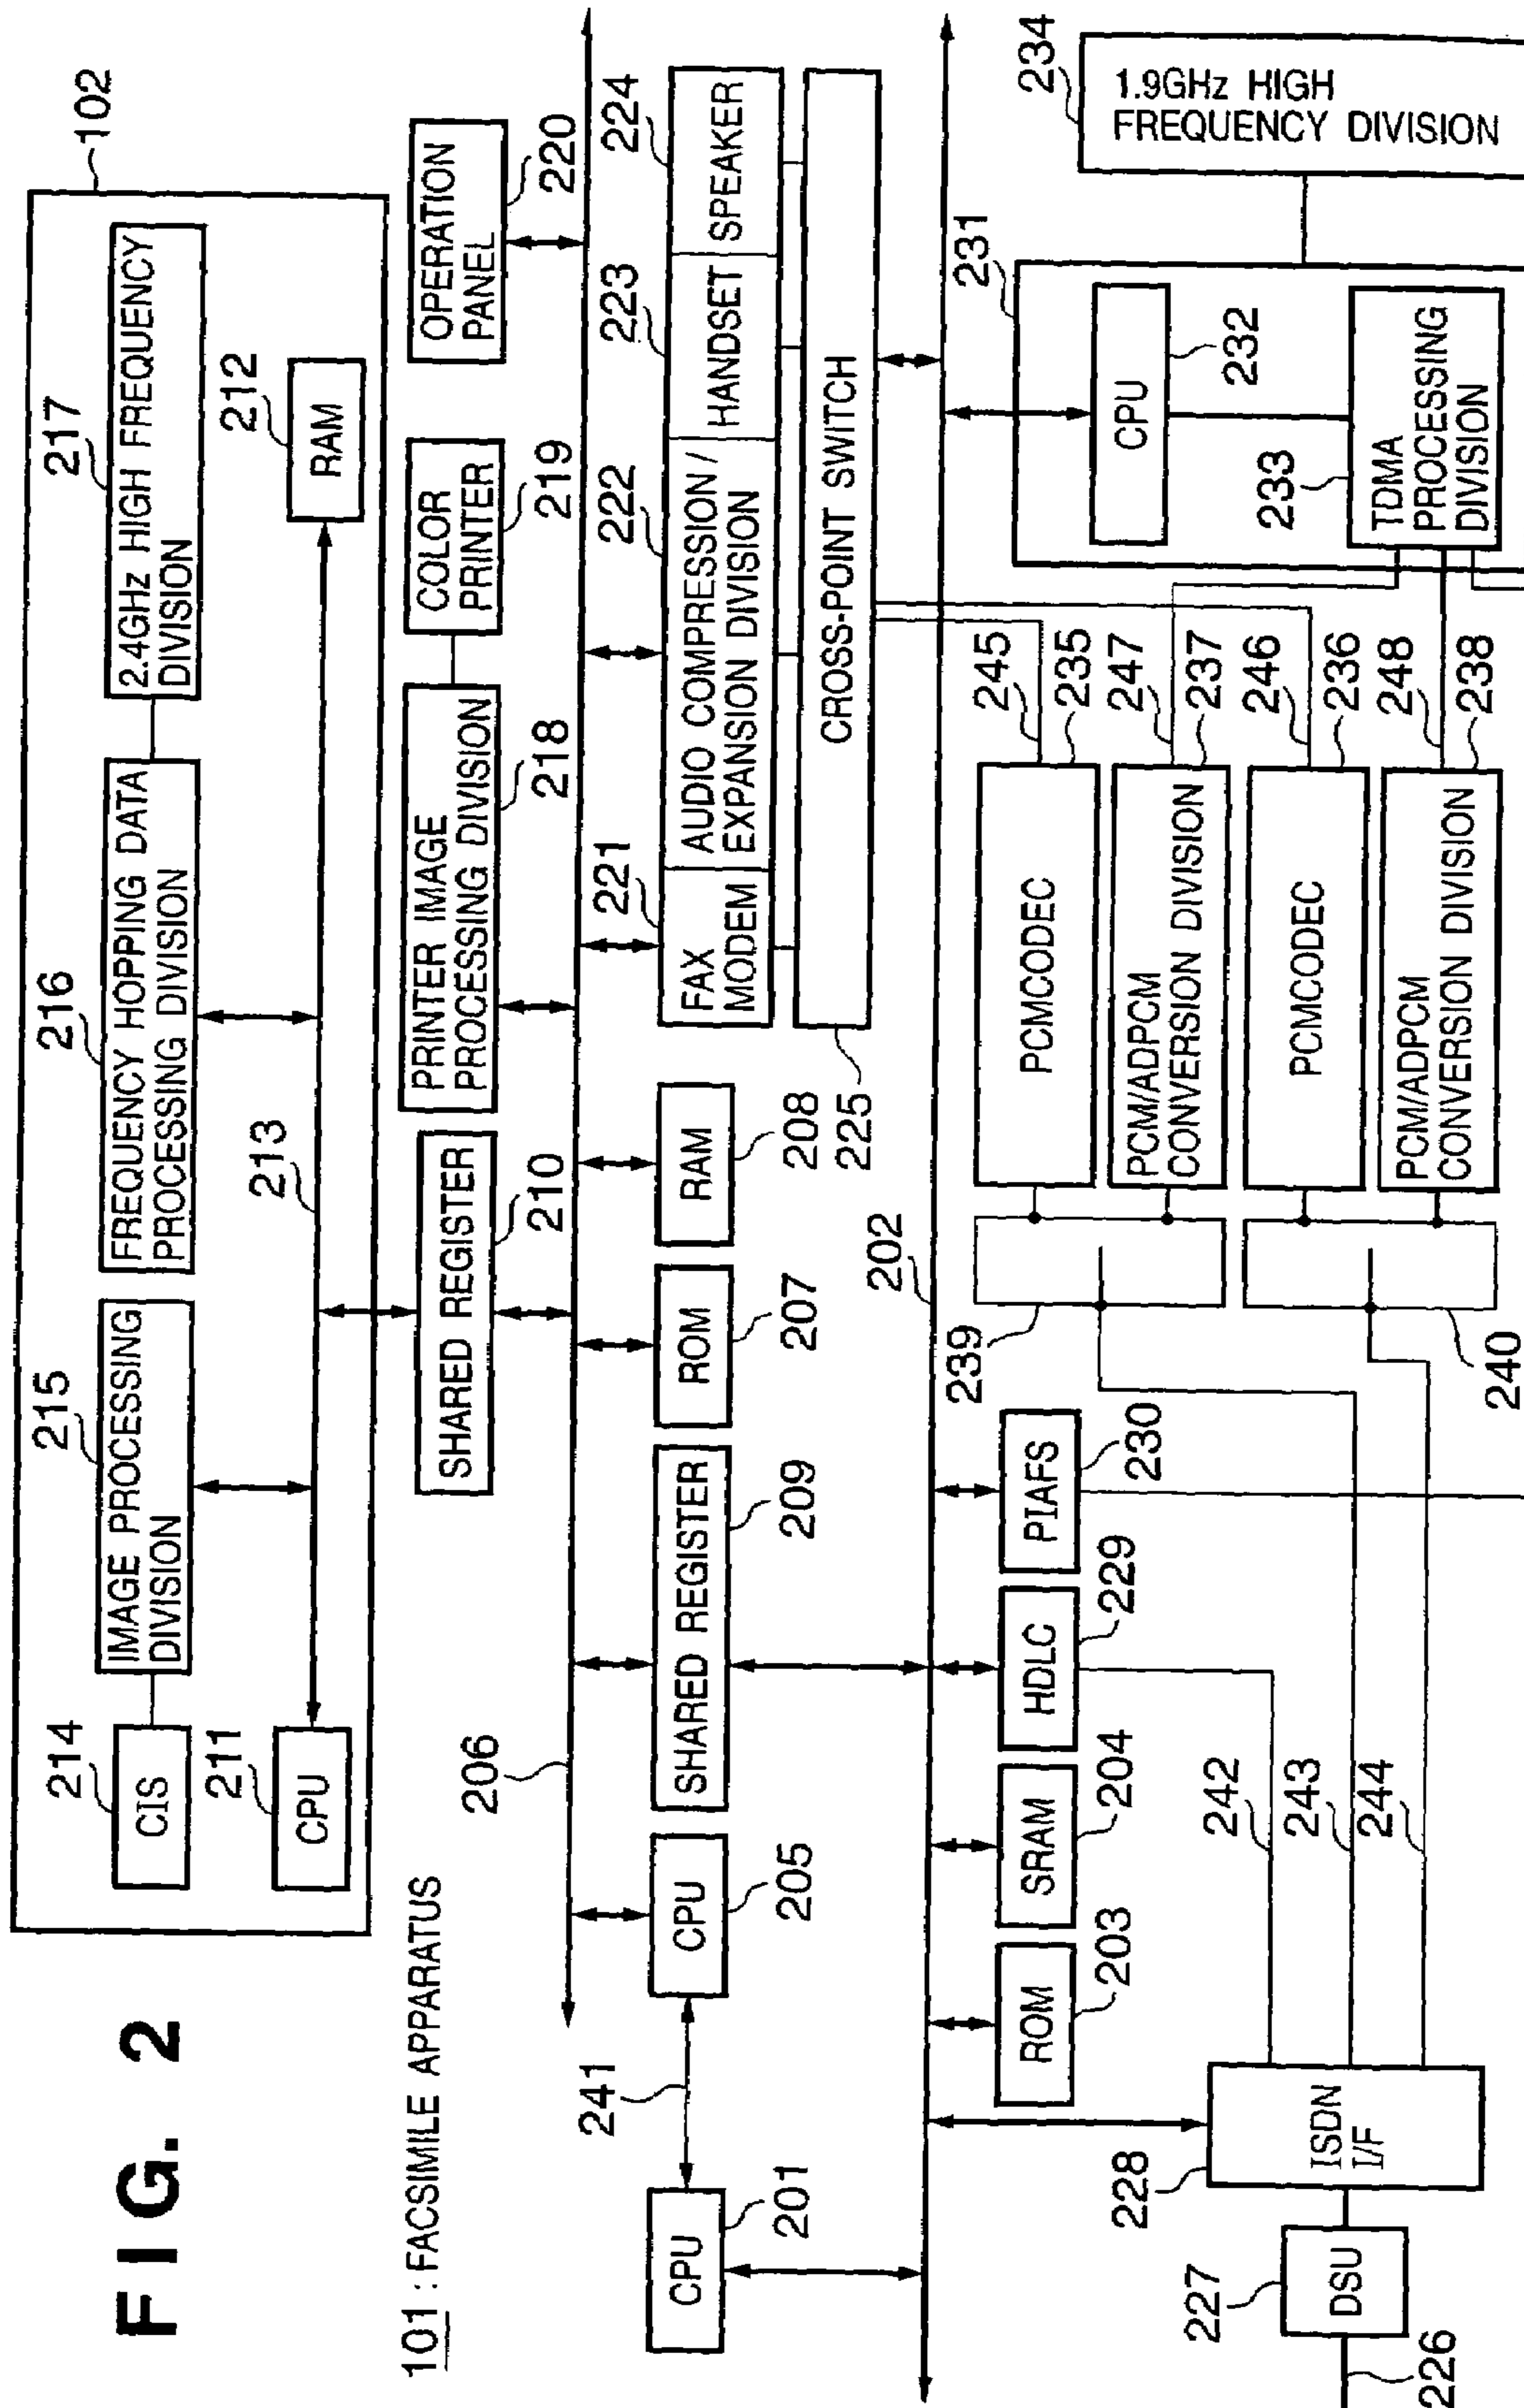 FIG. 2
101 : FACSIMILE APPARATUS
102
214
CIS
215
IMAGE PROCESSING
DIVISION
216
FREQUENCY HOPPING DATA
PROCESSING DIVISION
217
2.4GHz HIGH FREQUENCY
DIVISION
211
CPU
213
212
RAM
SHARED REGISTER
210
PRINTER IMAGE
PROCESSING DIVISION
218
COLOR
PRINTER
219
OPERATION
PANEL
220
206
241
CPU
201
CPU
205
SHARED REGISTER
209
ROM
207
RAM
208
221
FAX
MODEM
222
AUDIO COMPRESSION /
EXPANSION DIVISION
223
HANDSET
224
SPEAKER
CROSS-POINT SWITCH
225
202
226
227
DSU
228
ISDN
I/F
ROM
203
SRAM
204
HDLC
229
PIAFS
230
242
243
244
239
240
PCMCODEC
245
235
PCM/ADPCM
CONVERSION DIVISION
247
237
PCMCODEC
246
236
PCM/ADPCM
CONVERSION DIVISION
248
238
231
CPU
232
233
TDMA
PROCESSING
DIVISION
234
1.9GHz HIGH
FREQUENCY DIVISION